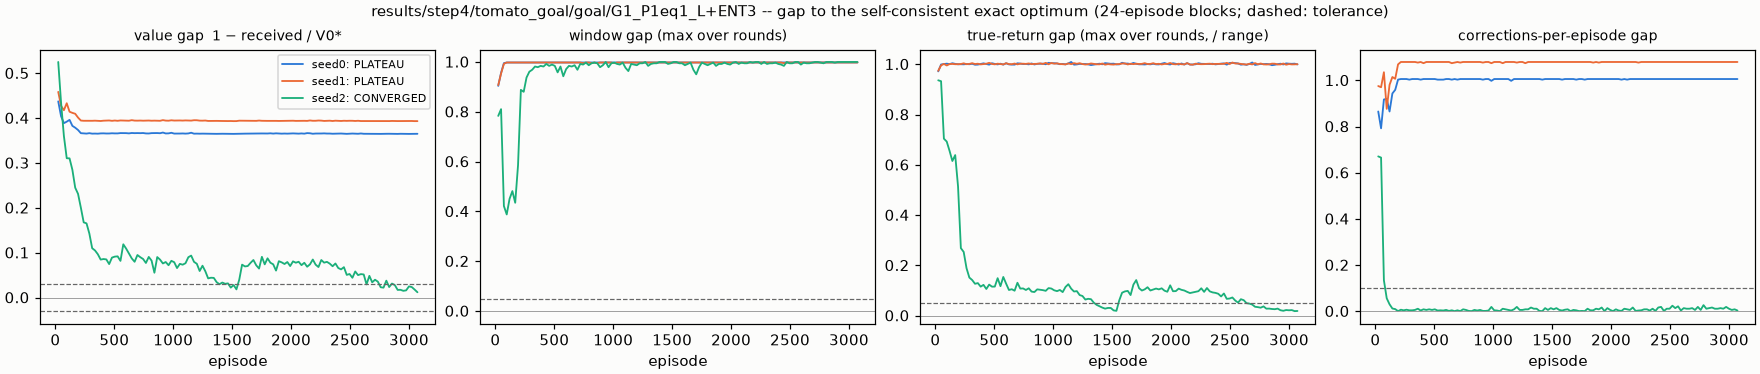 results/step4/tomato_goal/goal/G1_P1eq1_L+ENT3 -- gap to the self-consistent exact optimum (24-episode blocks; dashed: tolerance)
value gap 1 − received / V0*
seed0: PLATEAU
seed1: PLATEAU
seed2: CONVERGED
0.5
0.4
0.3
0.2
0.1
0.0
0 500 1000 1500 2000 2500 3000
episode
window gap (max over rounds)
1.0
0.8
0.6
0.4
0.2
0.0
0 500 1000 1500 2000 2500 3000
episode
true-return gap (max over rounds, / range)
1.0
0.8
0.6
0.4
0.2
0.0
0 500 1000 1500 2000 2500 3000
episode
corrections-per-episode gap
1.0
0.8
0.6
0.4
0.2
0.0
0 500 1000 1500 2000 2500 3000
episode